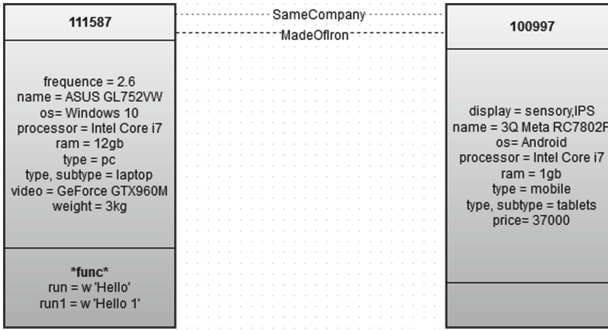 111587
frequence = 2.6
name = ASUS GL752VW
os= Windows 10
processor = Intel Core i7
ram = 12gb
type = pc
type, subtype = laptop
video = GeForce GTX960M
weight = 3kg
*func*
run = w 'Hello'
run1 = w 'Hello 1'
SameCompany
MadeOfIron
100997
display = sensory,IPS
name = 3Q Meta RC7802F
os= Android
processor = Intel Core i7
ram = 1gb
type = mobile
type, subtype = tablets
price= 37000